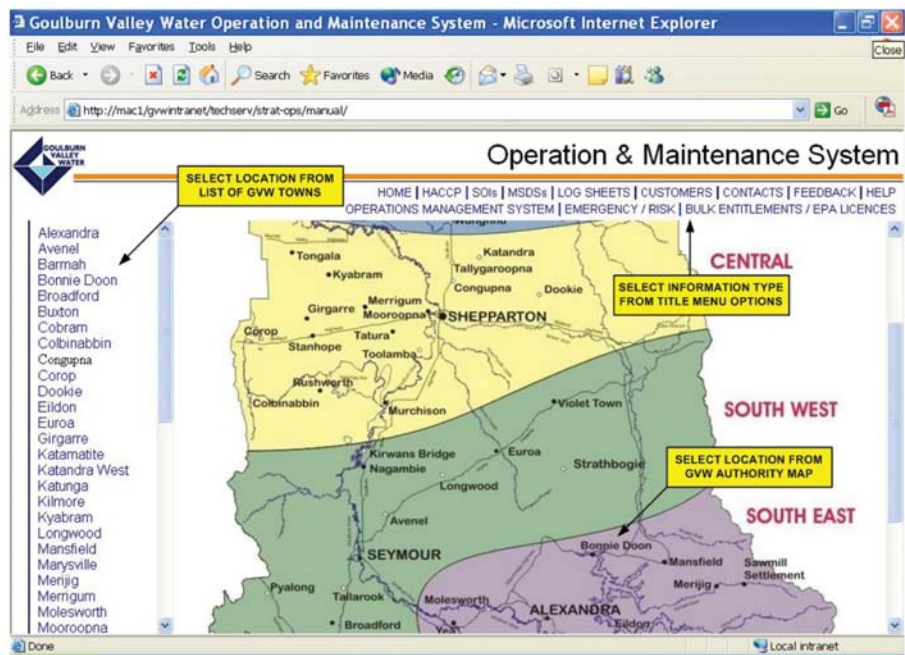 Goulburn Valley Water Operation and Maintenance System - Microsoft Internet Explorer
File Edit View Favorites Tools Help
Close
Back Search Favorites Media
Address http://mac1/gvwintranet/techserv/strat-ops/manual/ Go
GOULBURN
VALLEY
WATER
Operation & Maintenance System
SELECT LOCATION FROM
LIST OF GVW TOWNS
HOME | HACCP | SOIs | MSDSs | LOG SHEETS | CUSTOMERS | CONTACTS | FEEDBACK | HELP
OPERATIONS MANAGEMENT SYSTEM | EMERGENCY / RISK | BULK ENTITLEMENTS / EPA LICENCES
Alexandra
Avenel
Barmah
Bonnie Doon
Broadford
Buxton
Cobram
Colbinabbin
Congupna
Corop
Dookie
Eildon
Euroa
Girgarre
Katamatite
Katandra West
Katunga
Kilmore
Kyabram
Longwood
Mansfield
Marysville
Merijig
Merrigum
Molesworth
Mooroopna
Katandra
Tongala
Tallygaroopna
Kyabram
Congupna
Dookie
Merrigum
Girgarre
Mooroopna
SHEPPARTON
Corop
Tatura
Stanhope
Toolamba
Rushworth
Colbinabbin
Murchison
CENTRAL
SELECT INFORMATION TYPE
FROM TITLE MENU OPTIONS
Violet Town
SOUTH WEST
Kirwans Bridge
Euroa
Nagambie
Strathbogie
Longwood
SELECT LOCATION FROM
GVW AUTHORITY MAP
Avenel
SOUTH EAST
SEYMOUR
Bonnie Doon
Mansfield
Sawmill
Settlement
Merijig
Pyalong
Tallarook
Molesworth
ALEXANDRA
Broadford
Yea
Eildon
Done
Local intranet